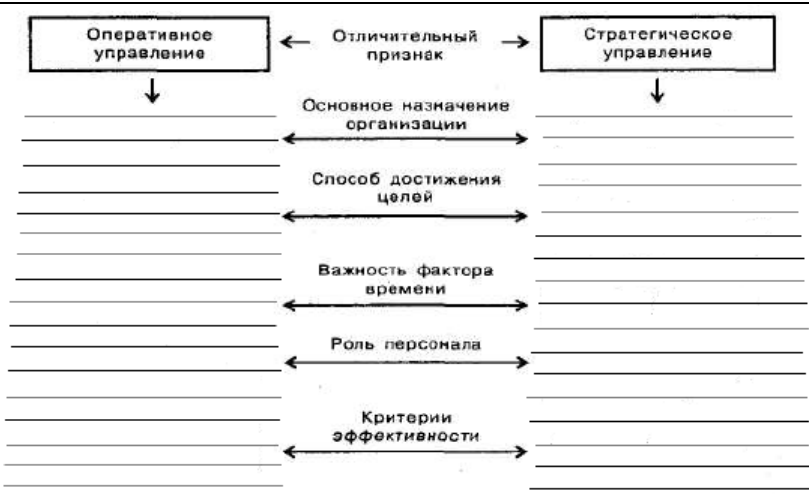 Оперативное
управление
Отличительный
признак
Стратегическое
управление
Основное назначение
организации
Способ достижения
целей
Важность фактора
времени
Роль персонала
Критерии
эффективности